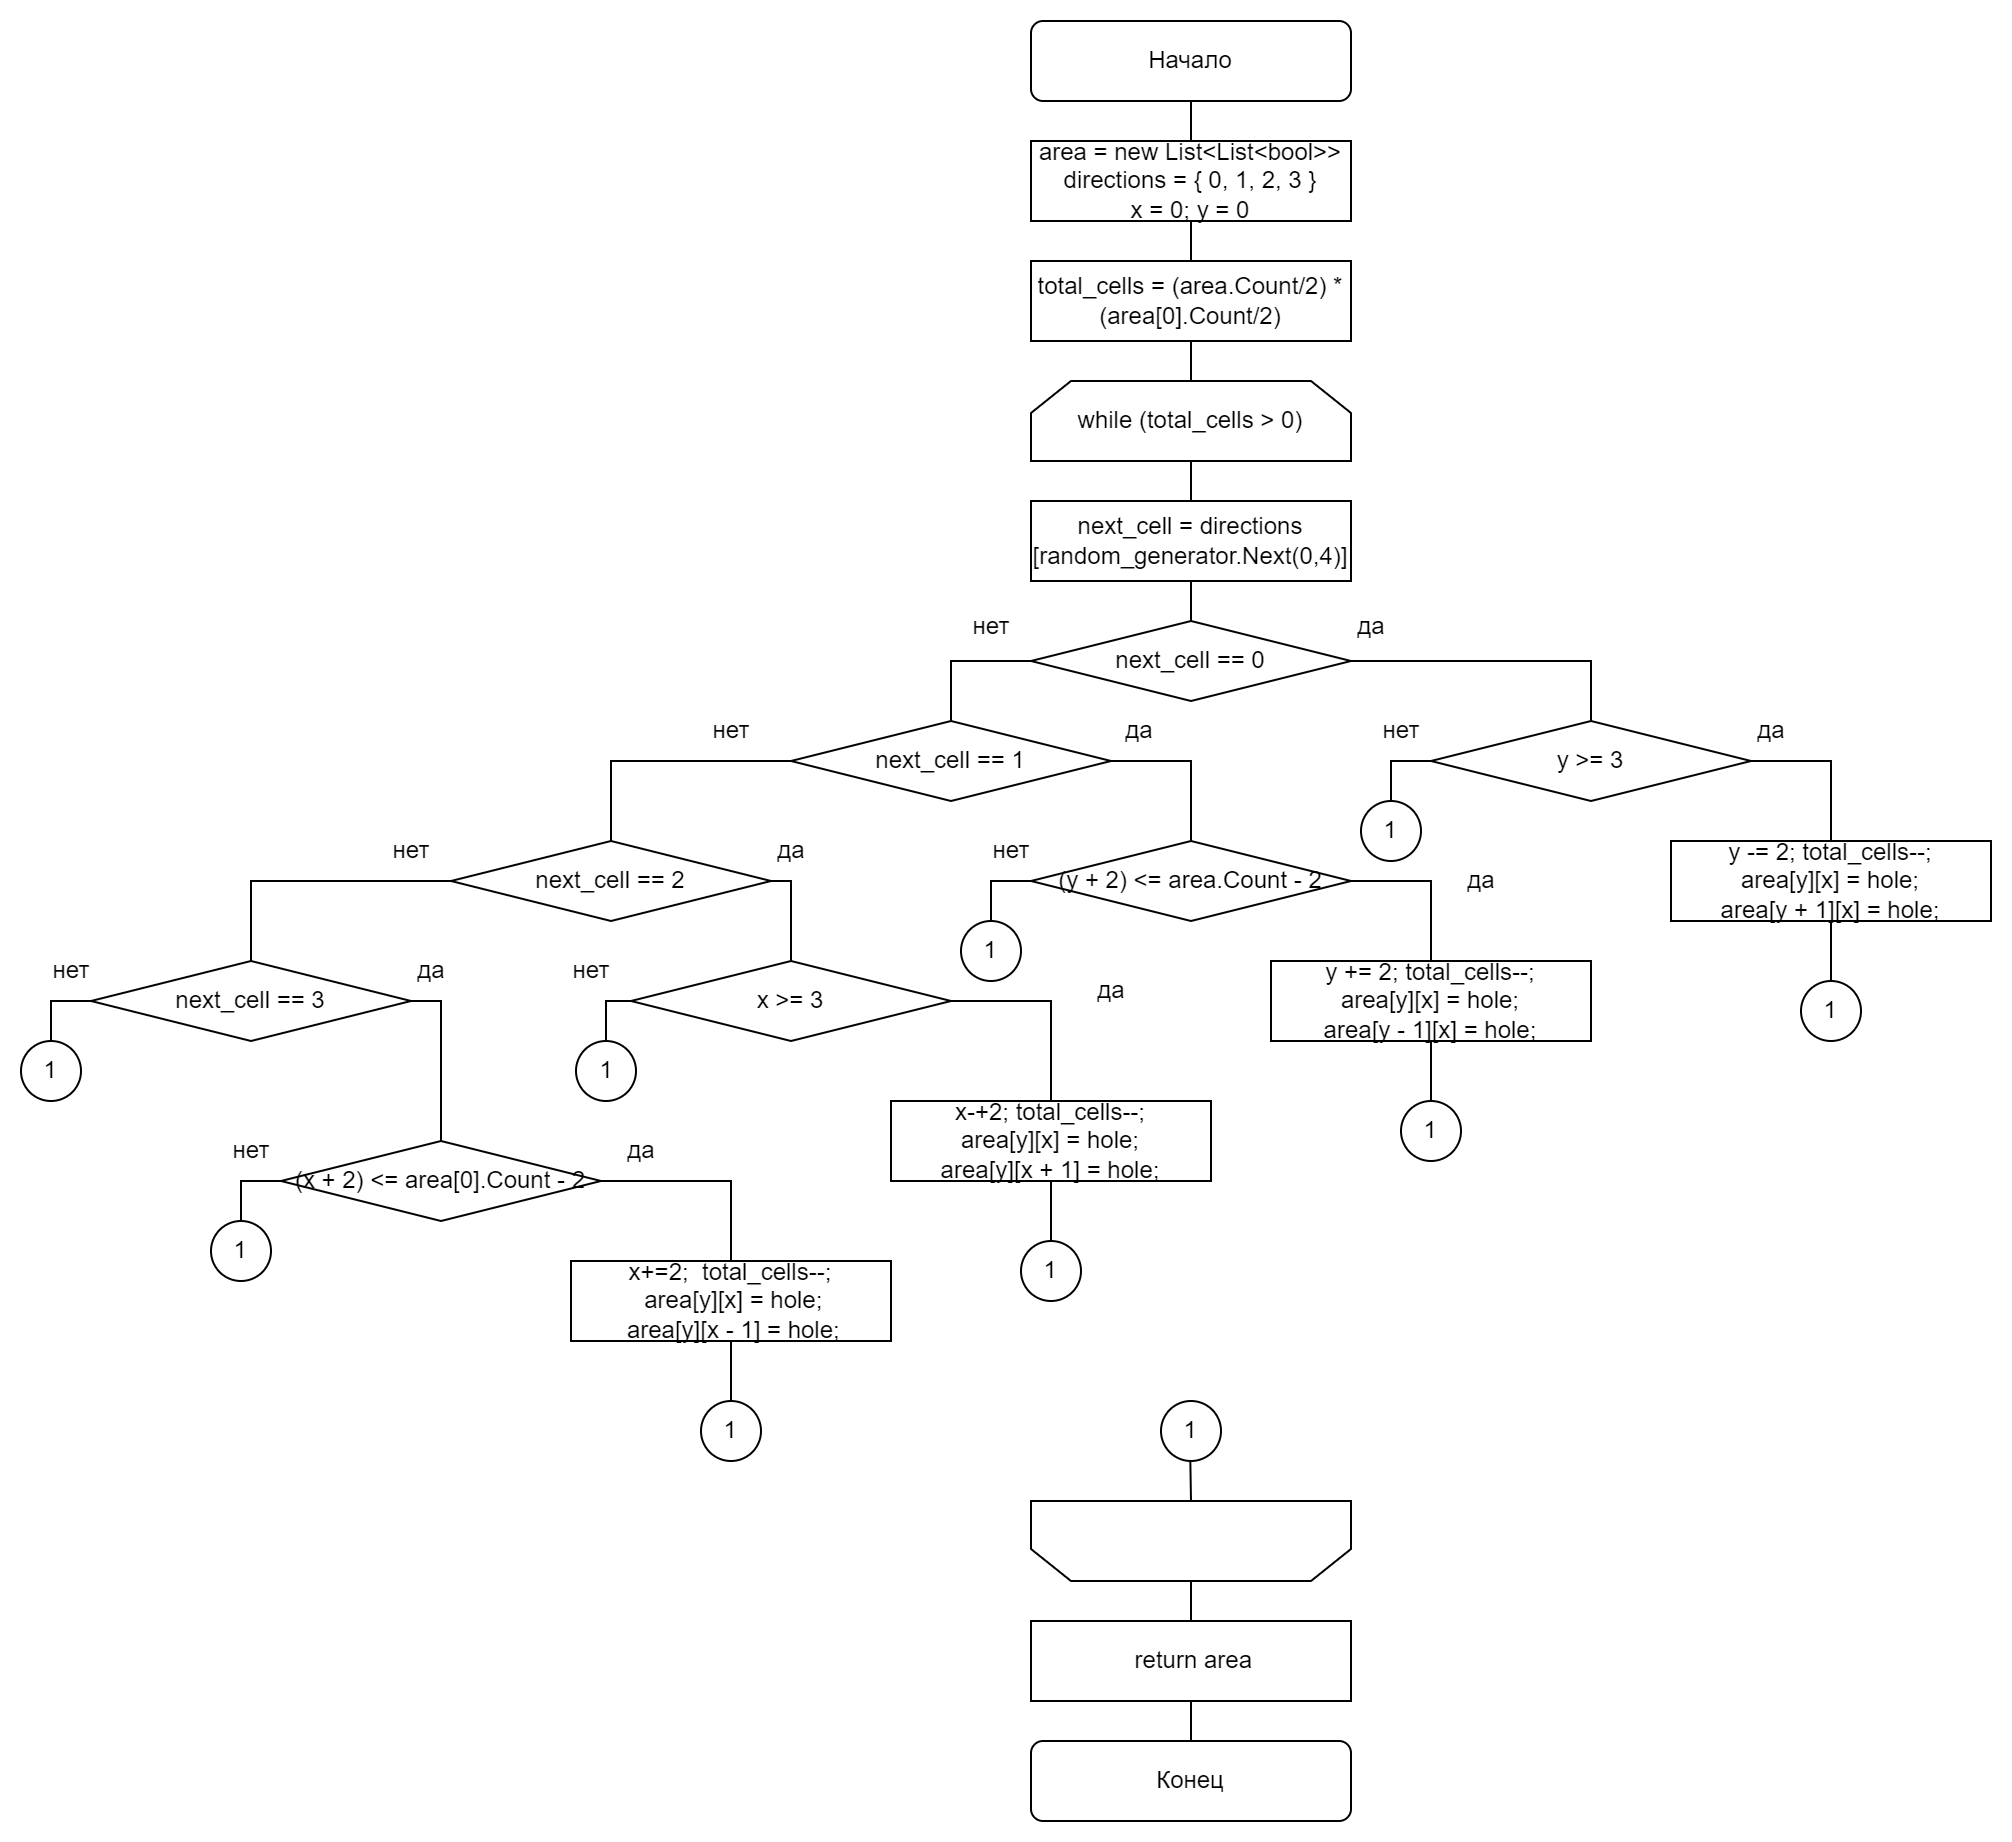 Начало
area = new List<List<bool>>
directions = { 0, 1, 2, 3 }
x = 0; y = 0
total_cells = (area.Count/2) *
(area[0].Count/2)
while (total_cells > 0)
next_cell = directions
[random_generator.Next(0,4)]
нет
да
next_cell == 0
нет
да
нет
да
next_cell == 1
y >= 3
1
нет
да
нет
y -= 2; total_cells--;
area[y][x] = hole;
area[y + 1][x] = hole;
next_cell == 2
(y + 2) <= area.Count - 2
да
1
нет
да
нет
да
y += 2; total_cells--;
area[y][x] = hole;
area[y - 1][x] = hole;
next_cell == 3
x >= 3
1
1
1
x-+2; total_cells--;
area[y][x] = hole;
area[y][x + 1] = hole;
1
нет
да
(x + 2) <= area[0].Count - 2
1
x+=2;  total_cells--;
area[y][x] = hole;
area[y][x - 1] = hole;
1
1
1
return area
Конец